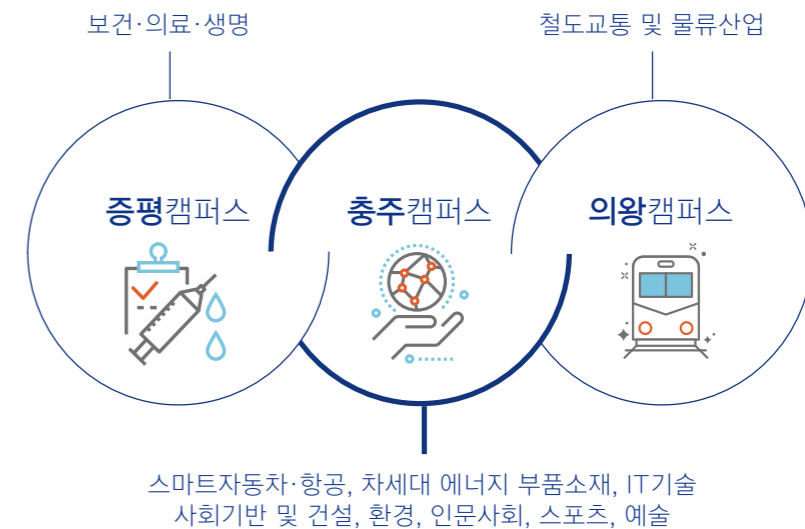 보건·의료·생명
철도교통 및 물류산업
증평캠퍼스
충주캠퍼스
의왕캠퍼스
스마트자동차·항공, 차세대 에너지 부품소재, IT기술
사회기반 및 건설, 환경, 인문사회, 스포츠, 예술